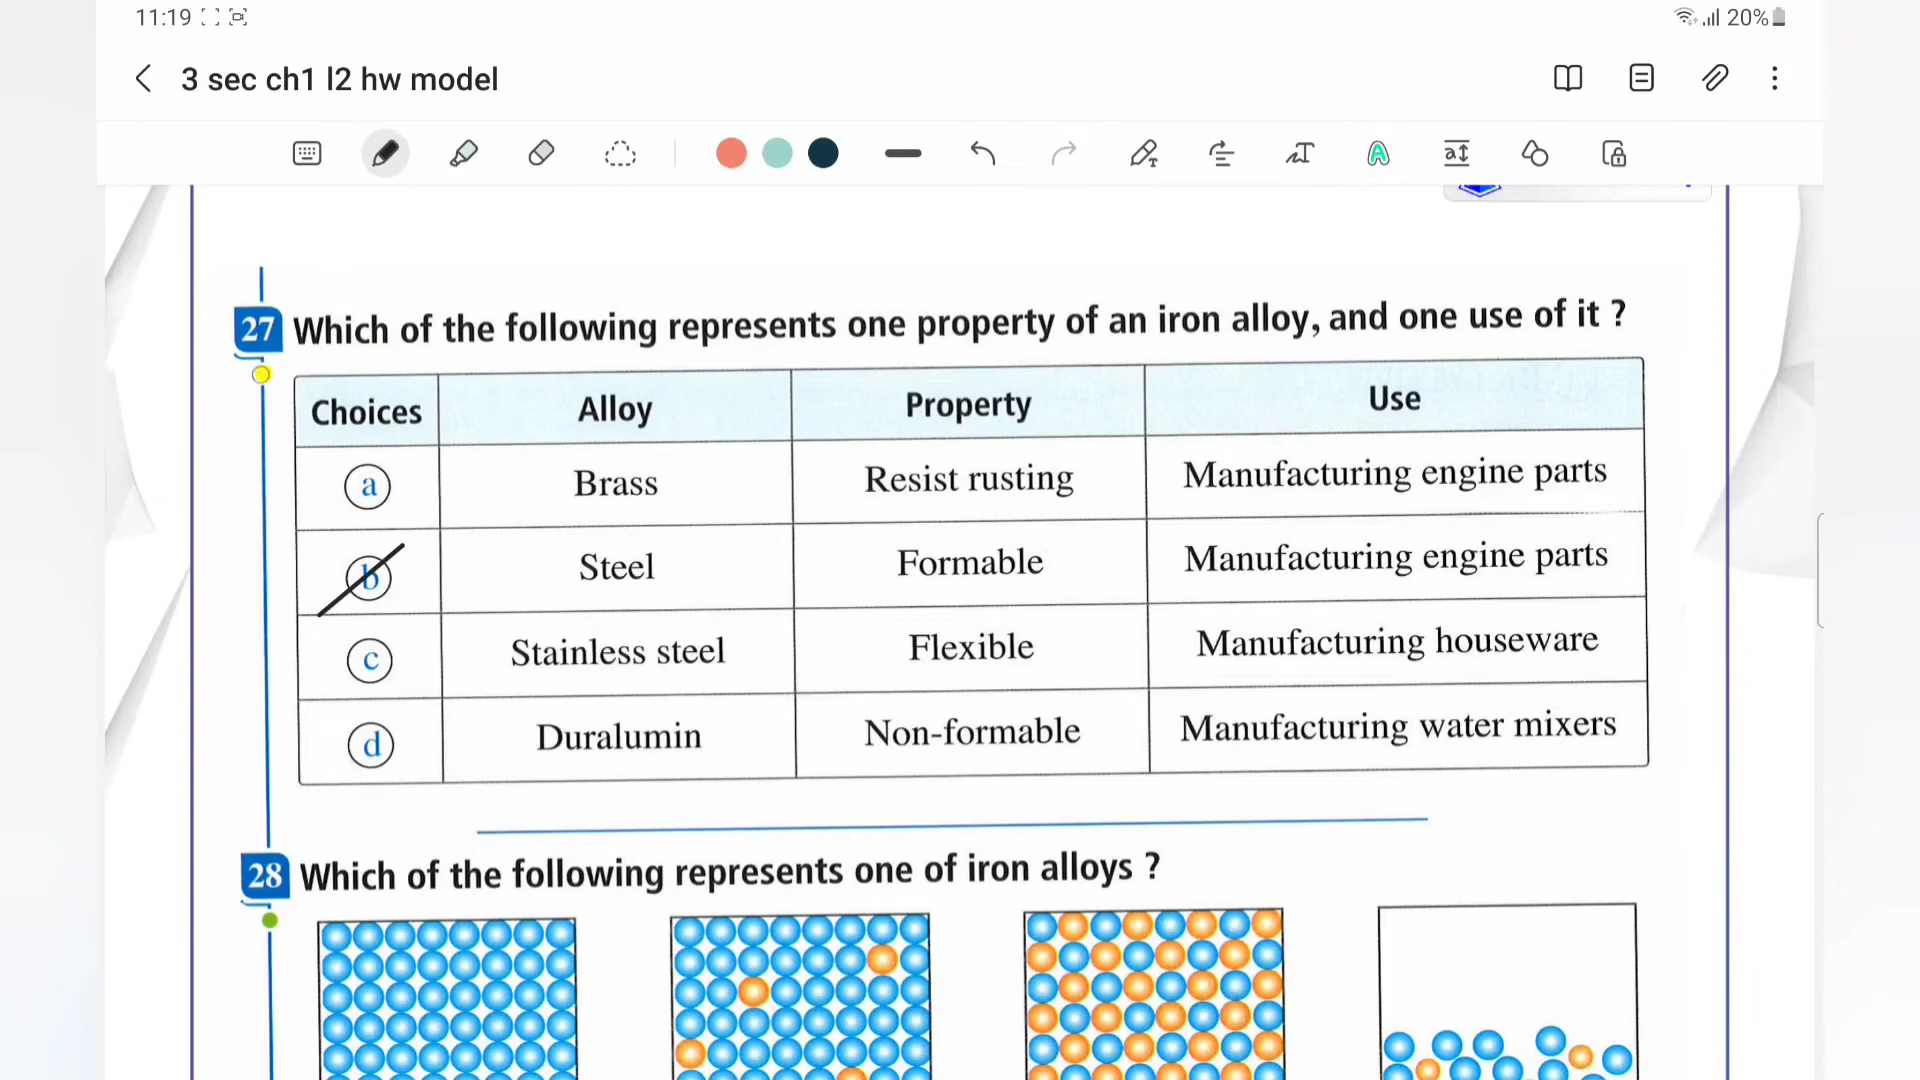 11:19
20%
3 sec ch1 l2 hw model
27 Which of the following represents one property of an iron alloy, and one use of it ?
Choices Alloy Property Use
a Brass Resist rusting Manufacturing engine parts
b Steel Formable Manufacturing engine parts
c Stainless steel Flexible Manufacturing houseware
d Duralumin Non-formable Manufacturing water mixers
28 Which of the following represents one of iron alloys ?